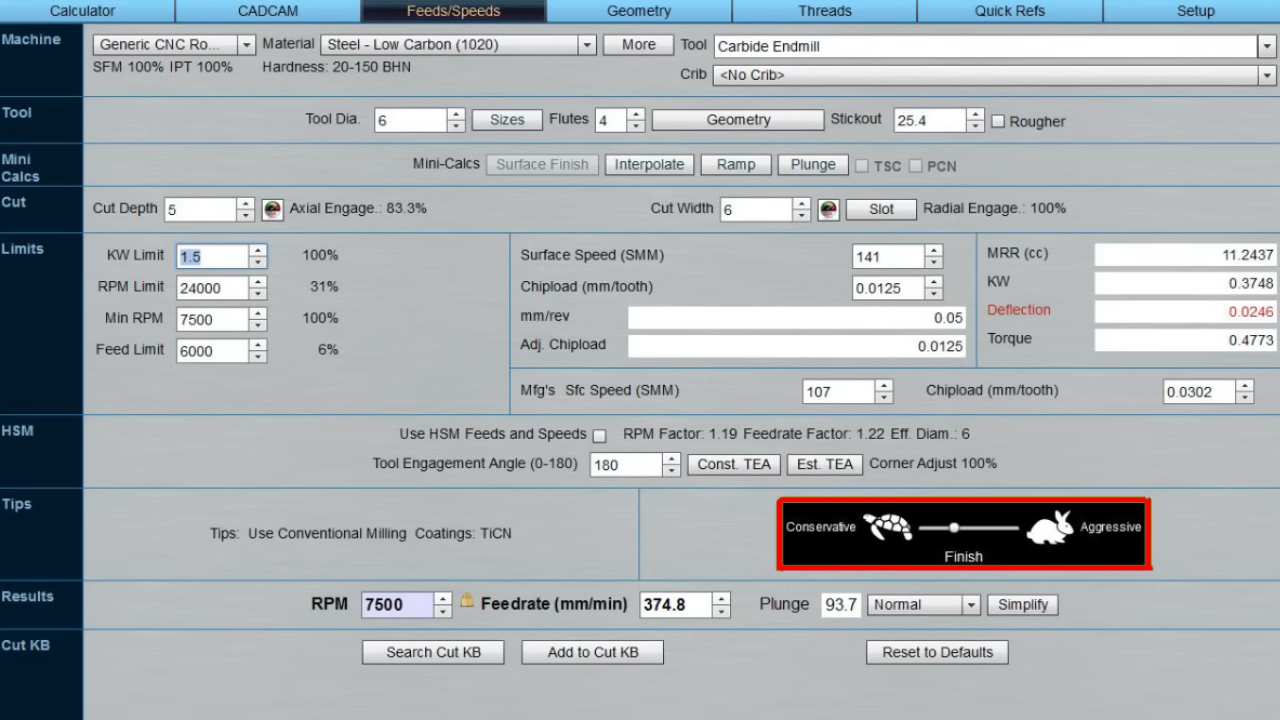 Calculator CADCAM Feeds/Speeds Geometry Threads Quick Refs Setup
Machine Generic CNC Ro... Material Steel - Low Carbon (1020) More Tool Carbide Endmill
SFM 100% IPT 100% Hardness: 20-150 BHN Crib <No Crib>
Tool Tool Dia. 6 Sizes Flutes 4 Geometry Stickout 25.4 Rougher
Mini Calcs Mini-Calcs Surface Finish Interpolate Ramp Plunge TSC PCN
Cut Cut Depth 5 Axial Engage.: 83.3% Cut Width 6 Slot Radial Engage.: 100%
Limits KW Limit 1.5 100% Surface Speed (SMM) 141 MRR (cc) 11.2437
RPM Limit 24000 31% Chipload (mm/tooth) 0.0125 KW 0.3748
Min RPM 7500 100% mm/rev 0.05 Deflection 0.0246
Feed Limit 6000 6% Adj. Chipload 0.0125 Torque 0.4773
Mfg's Sfc Speed (SMM) 107 Chipload (mm/tooth) 0.0302
HSM Use HSM Feeds and Speeds RPM Factor: 1.19 Feedrate Factor: 1.22 Eff. Diam.: 6
Tool Engagement Angle (0-180) 180 Const. TEA Est. TEA Corner Adjust 100%
Tips Tips: Use Conventional Milling Coatings: TiCN Conservative Aggressive
Finish
Results RPM 7500 Feedrate (mm/min) 374.8 Plunge 93.7 Normal Simplify
Cut KB Search Cut KB Add to Cut KB Reset to Defaults